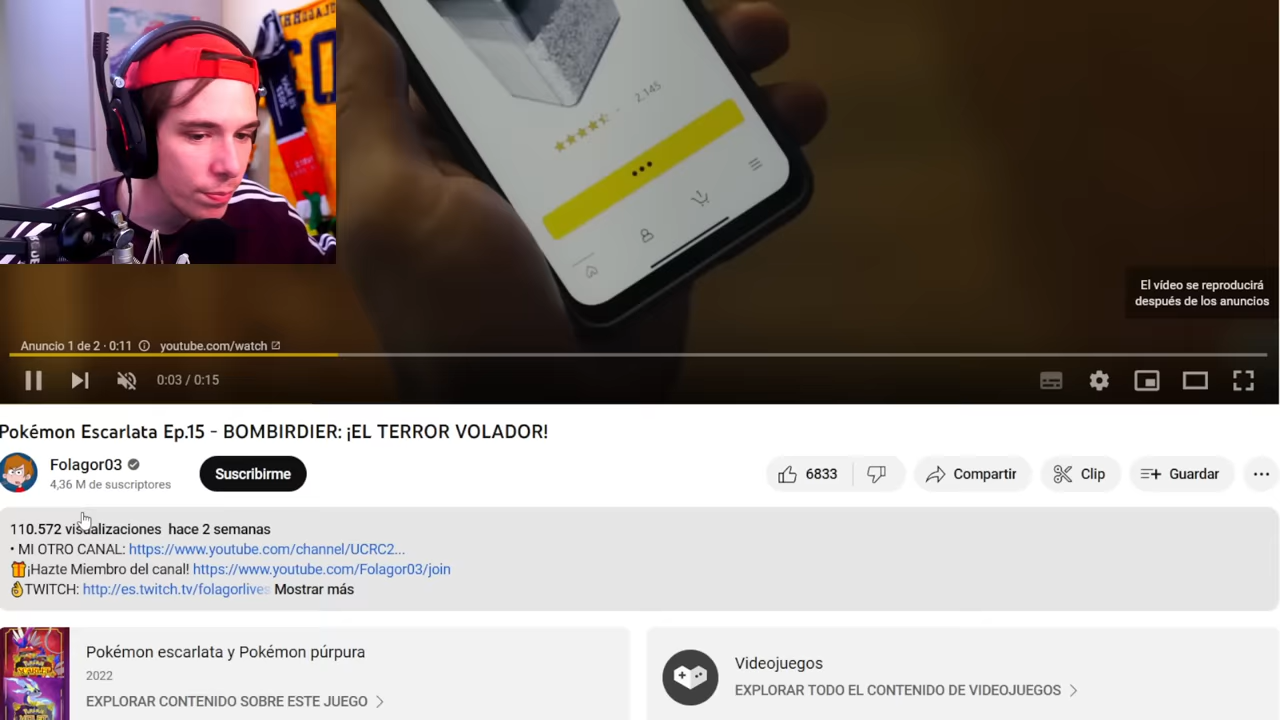 2.145
El vídeo se reproducirá
después de los anuncios
Anuncio 1 de 2 · 0:11 youtube.com/watch
0:03 / 0:15
Pokémon Escarlata Ep.15 - BOMBIRDIER: ¡EL TERROR VOLADOR!
Folagor03
4,36 M de suscriptores
Suscribirme
6833
Compartir
Clip
Guardar
110.572 visualizaciones hace 2 semanas
• MI OTRO CANAL: https://www.youtube.com/channel/UCRC2...
🎁¡Hazte Miembro del canal! https://www.youtube.com/Folagor03/join
💰TWITCH: http://es.twitch.tv/folagorlives Mostrar más
Pokémon escarlata y Pokémon púrpura
2022
EXPLORAR CONTENIDO SOBRE ESTE JUEGO
Videojuegos
EXPLORAR TODO EL CONTENIDO DE VIDEOJUEGOS